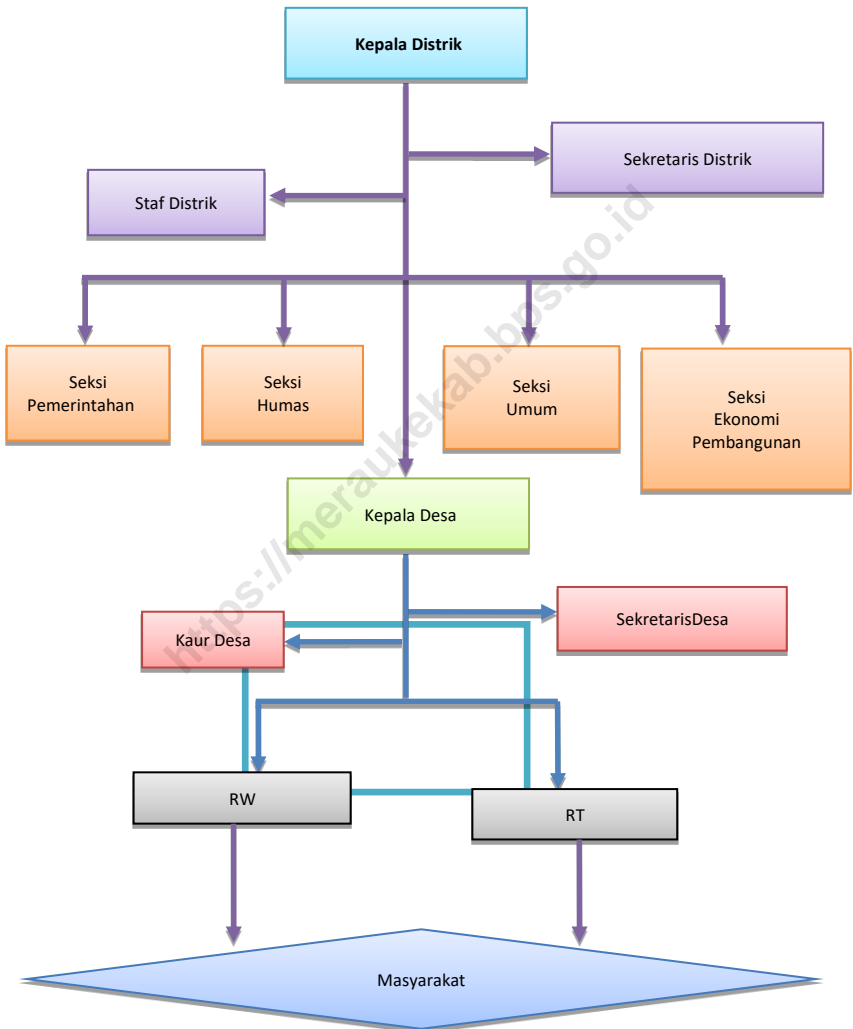 Kepala Distrik
Sekretaris Distrik
Staf Distrik
Seksi
Pemerintahan
Seksi
Humas
Seksi
Umum
Seksi
Ekonomi
Pembangunan
Kepala Desa
SekretarisDesa
Kaur Desa
RW
RT
Masyarakat
https://meraukekab.bps.go.id